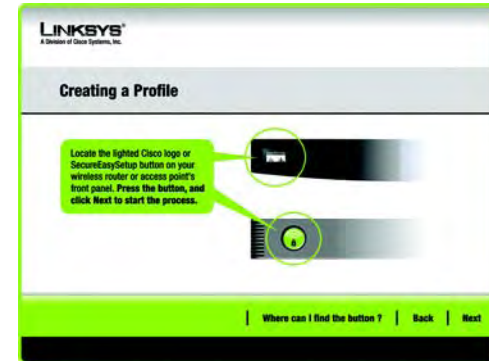 LINKSYS®
A Division of Cisco Systems, Inc.
Creating a Profile
Locate the lighted Cisco logo or
SecureEasySetup button on your
wireless router or access point's
front panel. Press the button, and
click Next to start the process.
Where can I find the button ? | Back | Next